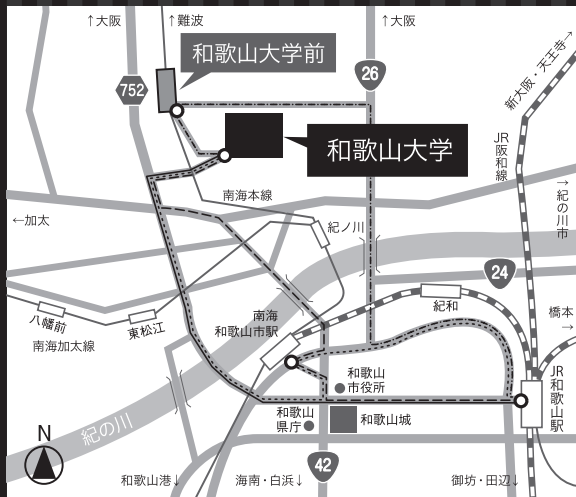 ↑大阪
↑難波
↑大阪
和歌山大学前
752
26
新大阪・天王寺→
和歌山大学
JR
阪和線
南海本線
→紀の川市
←加太
紀ノ川
24
八幡前
東松江
南海加太線
南海
和歌山市駅
紀和
橋本
→
和歌山
市役所
JR
和歌山駅
和歌山
県庁
和歌山城
紀の川
N
42
和歌山港↓
海南・白浜↓
御坊・田辺↓